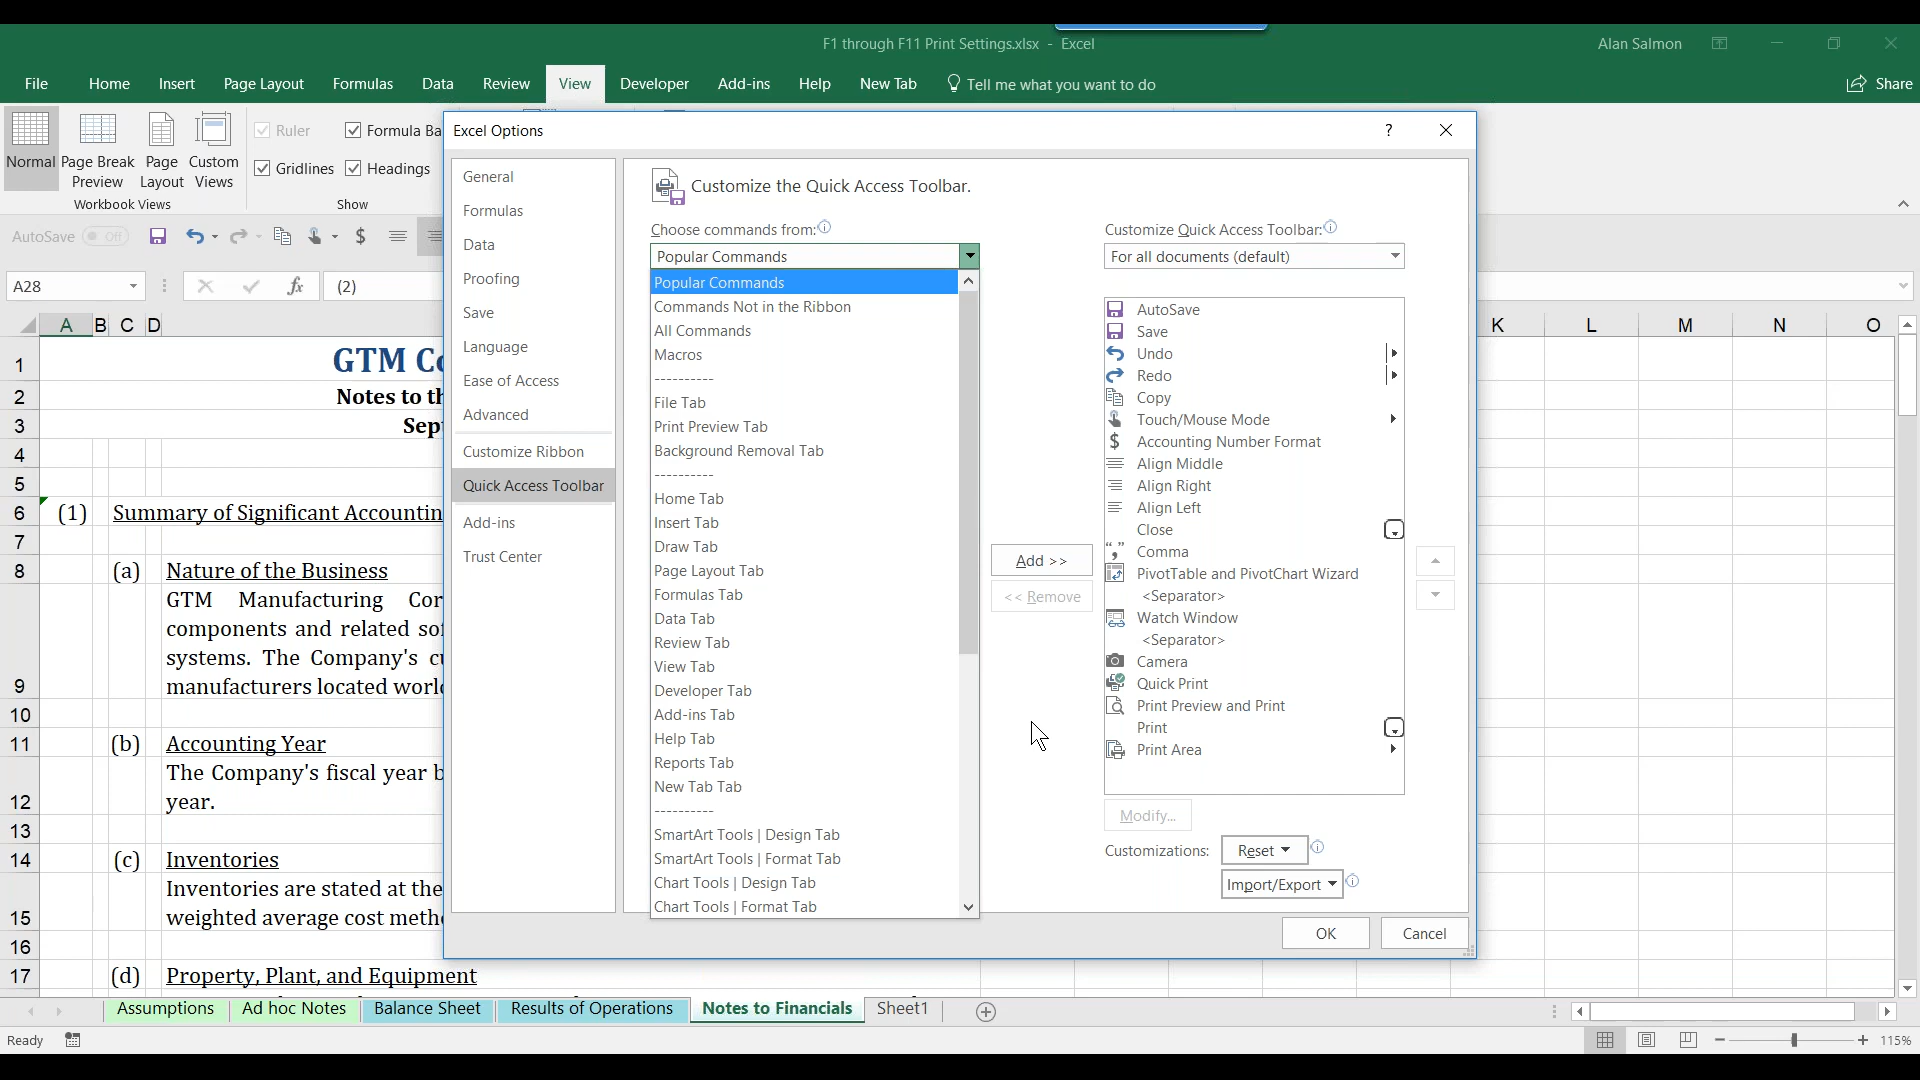 F1 through F11 Print Settings.xlsx - Excel
Alan Salmon
File Home Insert Page Layout Formulas Data Review View Developer Add-ins Help New Tab Tell me what you want to do Share
Normal
Page Break Preview
Page Layout
Custom Views
Workbook Views
Ruler
Formula Ba
Gridlines
Headings
Show
AutoSave Off
$
A28
fx
(2)
A B C D K L M N O
1 GTM Co
2 Notes to th
3 Sept
4
5
6 (1) Summary of Significant Accountin
7
8 (a) Nature of the Business
GTM Manufacturing Cor
components and related so
systems. The Company's cu
9 manufacturers located worl
10
11 (b) Accounting Year
The Company's fiscal year b
12 year.
13
14 (c) Inventories
Inventories are stated at the
15 weighted average cost meth
16
17 (d) Property, Plant, and Equipment
Excel Options
?
General
Formulas
Data
Proofing
Save
Language
Ease of Access
Advanced
Customize Ribbon
Quick Access Toolbar
Add-ins
Trust Center
Customize the Quick Access Toolbar.
Choose commands from:
Popular Commands
Popular Commands
Commands Not in the Ribbon
All Commands
Macros
----------
File Tab
Print Preview Tab
Background Removal Tab
----------
Home Tab
Insert Tab
Draw Tab
Page Layout Tab
Formulas Tab
Data Tab
Review Tab
View Tab
Developer Tab
Add-ins Tab
Help Tab
Reports Tab
New Tab Tab
----------
SmartArt Tools | Design Tab
SmartArt Tools | Format Tab
Chart Tools | Design Tab
Chart Tools | Format Tab
Add >>
<< Remove
Customize Quick Access Toolbar:
For all documents (default)
AutoSave
Save
Undo
Redo
Copy
Touch/Mouse Mode
$ Accounting Number Format
Align Middle
Align Right
Align Left
Close
Comma
PivotTable and PivotChart Wizard
<Separator>
Watch Window
<Separator>
Camera
Quick Print
Print Preview and Print
Print
Print Area
Modify...
Customizations: Reset
Import/Export
OK Cancel
Assumptions Ad hoc Notes Balance Sheet Results of Operations Notes to Financials Sheet1
Ready
115%